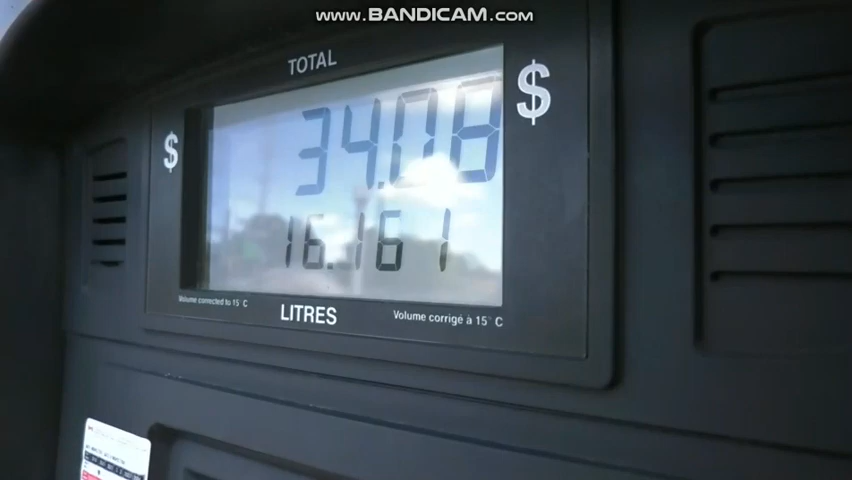 www.BANDICAM.com
TOTAL
$ $
34.08
16.161
Volume corrected to 15°C
LITRES
Volume corrigé à 15°C